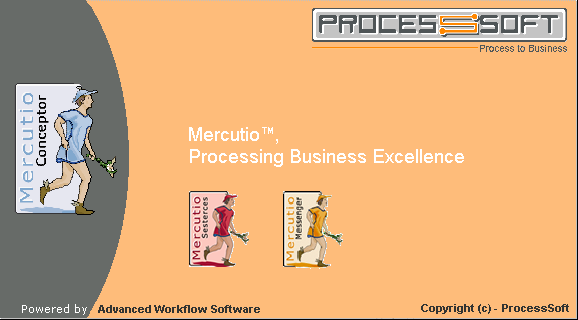 PROCESSSOFT
Process to Business
Mercutio
Conceptor
Mercutio™,
Processing Business Excellence
Mercutio
Sesterces
Mercutio
Messenger
Powered by Advanced Workflow Software
Copyright (c) - ProcessSoft